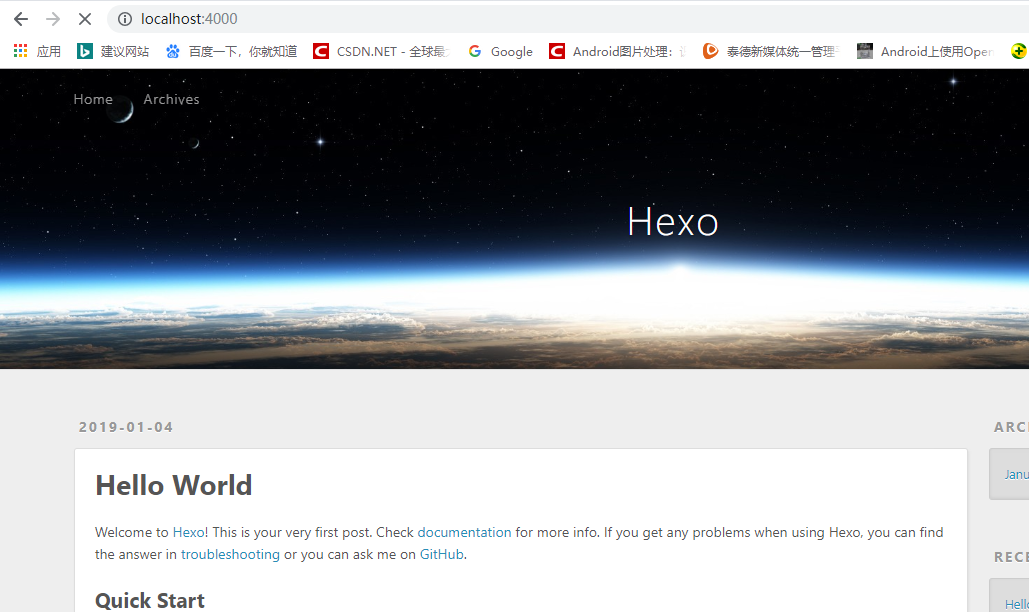 localhost:4000
应用 建议网站 百度一下，你就知道 CSDN.NET - 全球最 Google Android图片处理： 泰德新媒体统一管理 Android上使用Open
Home Archives
Hexo
2019-01-04
ARC
Hello World
Janu
Welcome to Hexo! This is your very first post. Check documentation for more info. If you get any problems when using Hexo, you can find
the answer in troubleshooting or you can ask me on GitHub.
RECE
Quick Start
Hello